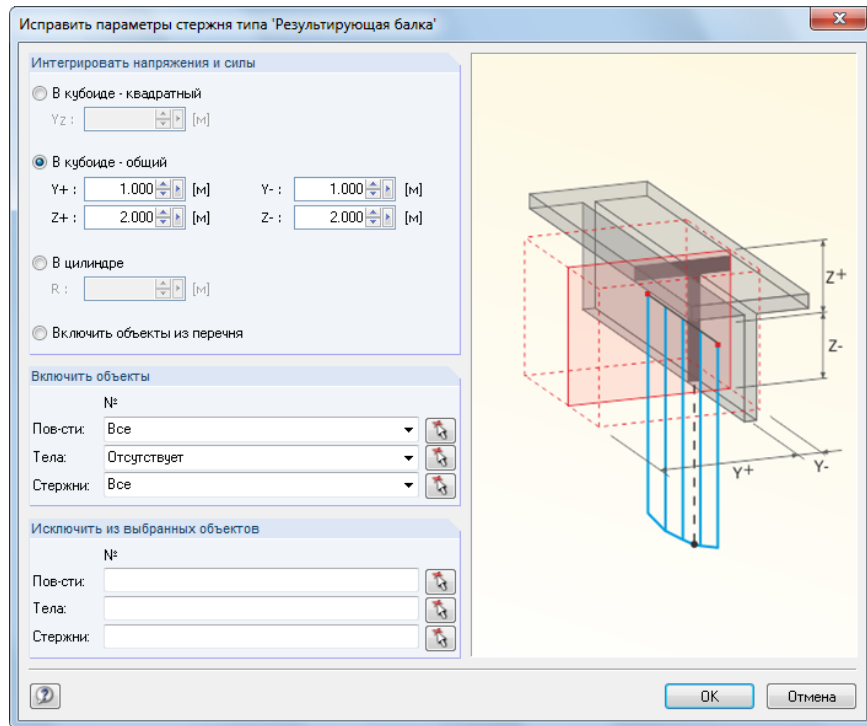 Исправить параметры стержня типа 'Результирующая балка'
Интегрировать напряжения и силы
В кубоиде - квадратный
Yz : [м]
В кубоиде - общий
Y+ : 1.000 [м] Y- : 1.000 [м]
Z+ : 2.000 [м] Z- : 2.000 [м]
В цилиндре
R : [м]
Включить объекты из перечня
Включить объекты
№
Пов-сти: Все
Тела: Отсутствует
Стержни: Все
Исключить из выбранных объектов
№
Пов-сти:
Тела:
Стержни:
Z+
Z-
Y+
Y-
OK Отмена